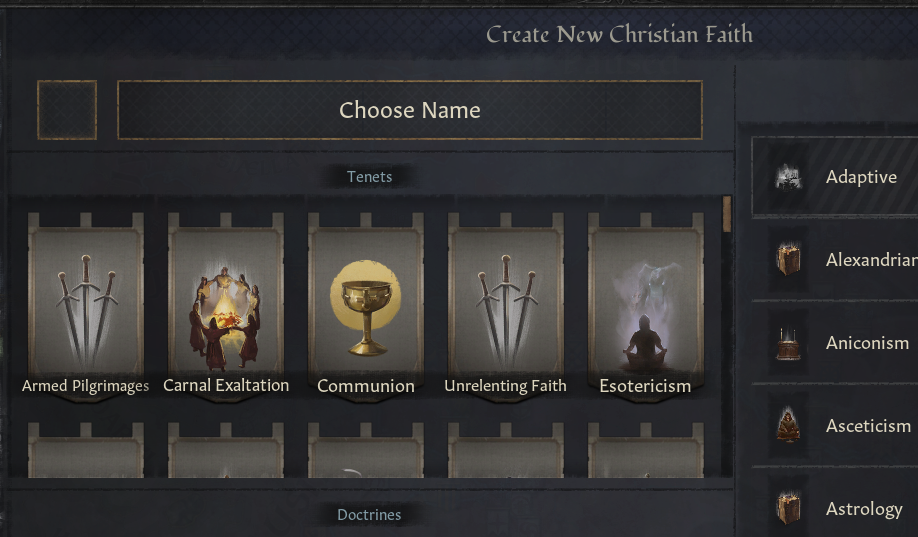 Create New Christian Faith
Choose Name
Tenets
Armed Pilgrimages
Carnal Exaltation
Communion
Unrelenting Faith
Esotericism
Doctrines
Adaptive
Alexandrian
Aniconism
Asceticism
Astrology